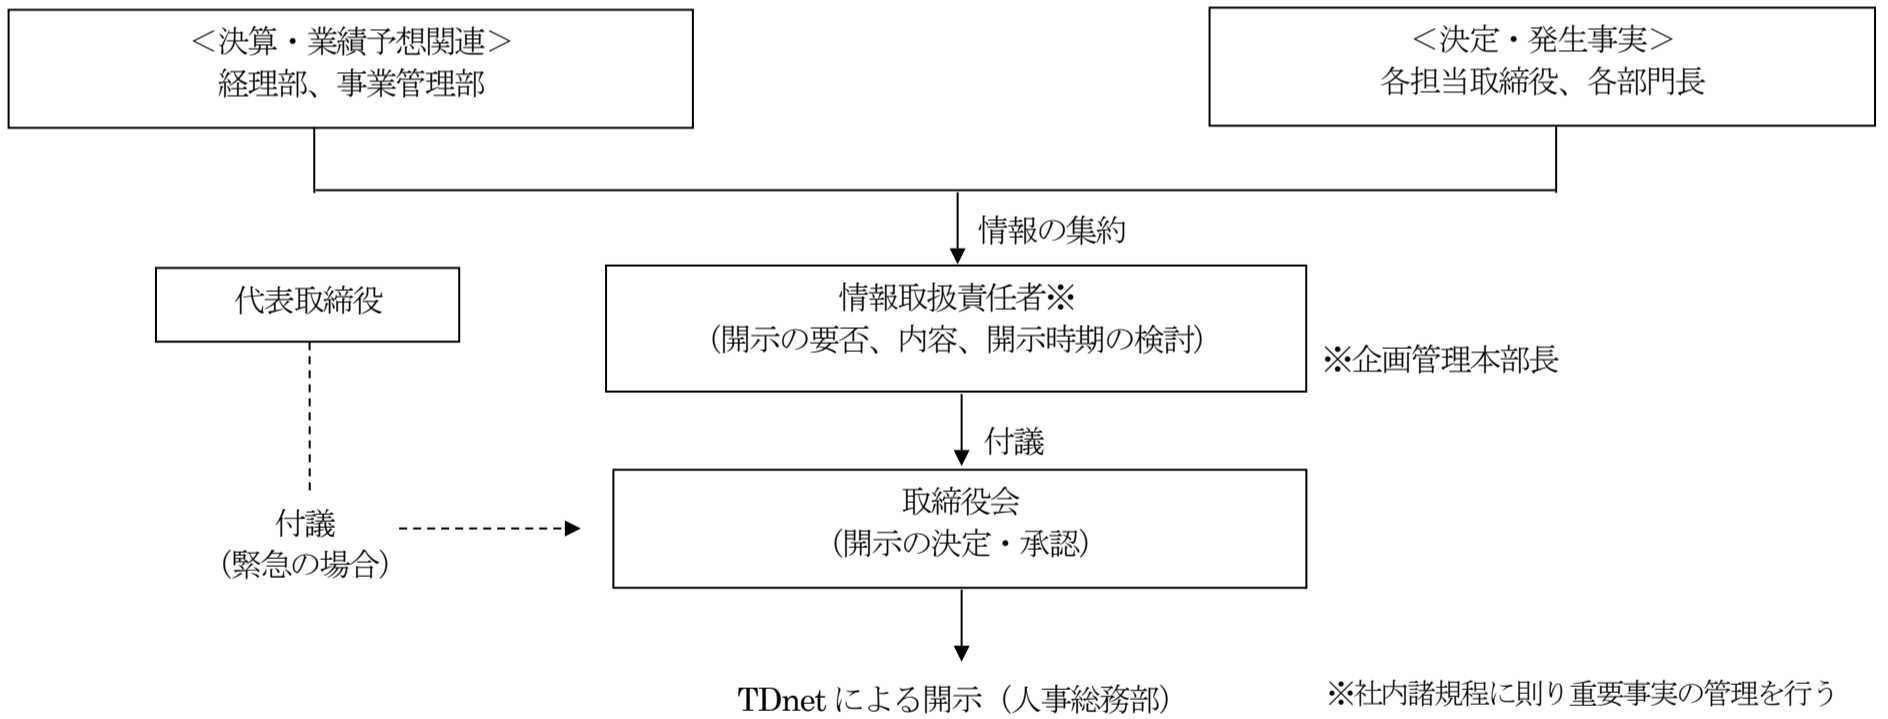 ＜決算・業績予想関連＞
経理部、事業管理部
＜決定・発生事実＞
各担当取締役、各部門長
情報の集約
代表取締役
情報取扱責任者※
（開示の要否、内容、開示時期の検討）
※企画管理本部長
付議
取締役会
（開示の決定・承認）
付議
（緊急の場合）
TDnet による開示（人事総務部）
※社内諸規程に則り重要事実の管理を行う